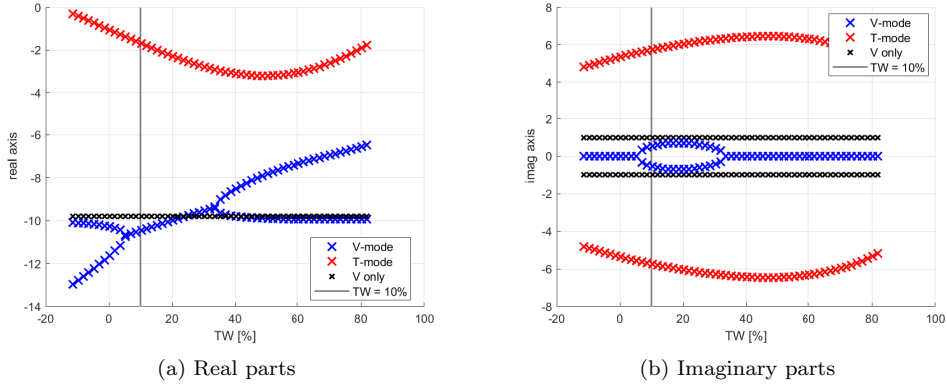 0
-2
-4
-6
-8
-10
-12
-14
real axis
-20
0
20
40
60
80
100
TW [%]
V-mode
T-mode
V only
TW = 10%
(a) Real parts
8
6
4
2
0
-2
-4
-6
-8
imag axis
-20
0
20
40
60
80
100
TW [%]
V-mode
T-mode
V only
TW = 10%
(b) Imaginary parts